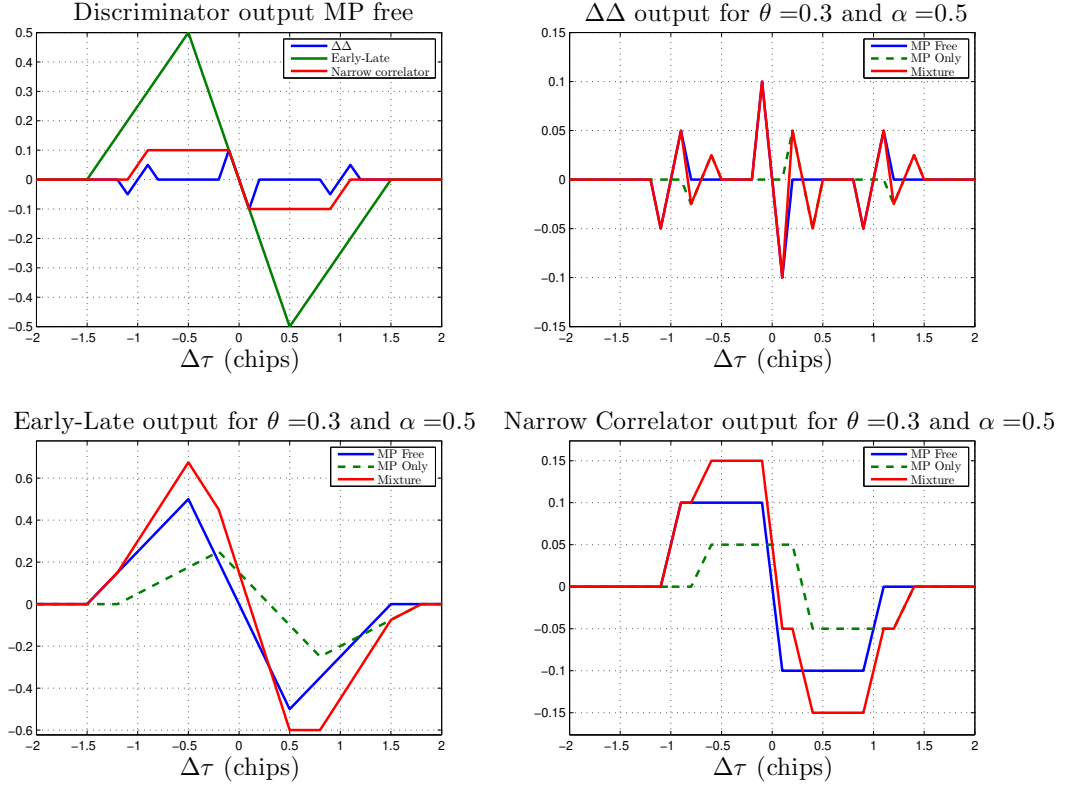 Discriminator output MP free
0.5
0.4
0.3
0.2
0.1
0
−0.1
−0.2
−0.3
−0.4
−0.5
−2 −1.5 −1 −0.5 0 0.5 1 1.5 2
Δτ (chips)
ΔΔ
Early-Late
Narrow correlator
ΔΔ output for θ =0.3 and α =0.5
0.15
0.1
0.05
0
−0.05
−0.1
−0.15
−2 −1.5 −1 −0.5 0 0.5 1 1.5 2
Δτ (chips)
MP Free
MP Only
Mixture
Early-Late output for θ =0.3 and α =0.5
0.6
0.4
0.2
0
−0.2
−0.4
−0.6
−2 −1.5 −1 −0.5 0 0.5 1 1.5 2
Δτ (chips)
MP Free
MP Only
Mixture
Narrow Correlator output for θ =0.3 and α =0.5
0.15
0.1
0.05
0
−0.05
−0.1
−0.15
−2 −1.5 −1 −0.5 0 0.5 1 1.5 2
Δτ (chips)
MP Free
MP Only
Mixture